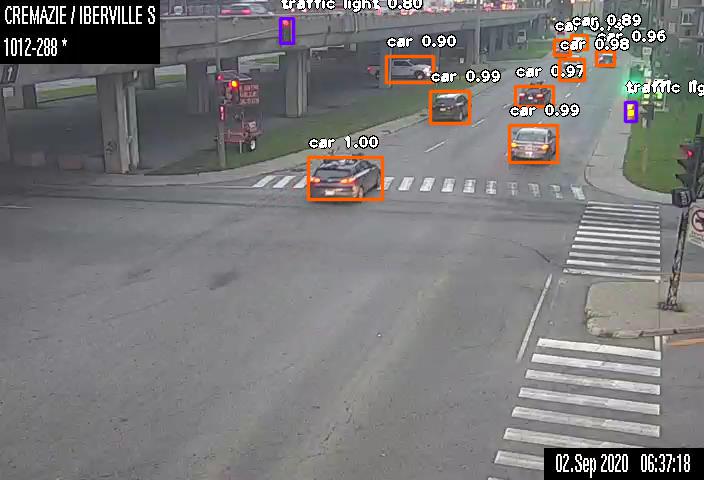 CREMAZIE / IBERVILLE S
1012-288 *
traffic light 0.80
car 0.89
car 0.96
car 0.98
car 0.90
car 0.99
car 0.97
car 0.99
traffic lig
car 1.00
02.Sep 2020 06:37:18